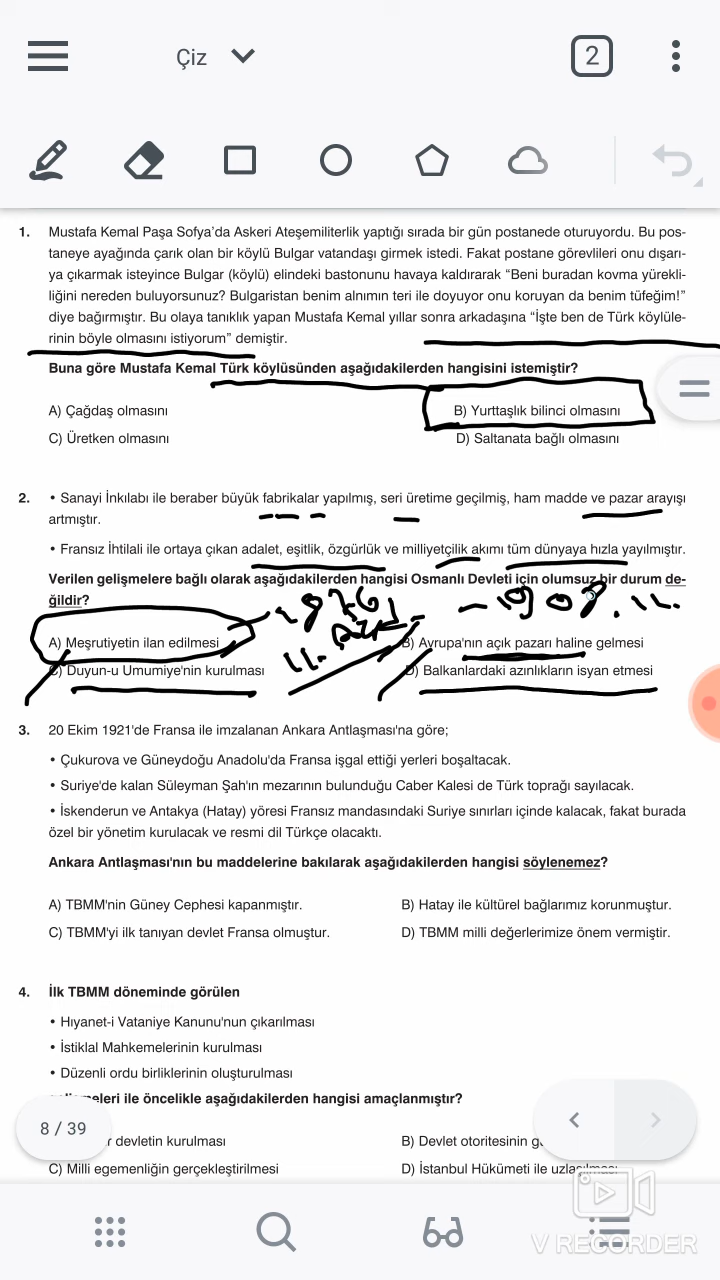 Çiz
2
1. Mustafa Kemal Paşa Sofya'da Askeri Ateşemiliterlik yaptığı sırada bir gün postanede oturuyordu. Bu pos-
taneye ayağında çarık olan bir köylü Bulgar vatandaşı girmek istedi. Fakat postane görevlileri onu dışarı-
ya çıkarmak isteyince Bulgar (köylü) elindeki bastonunu havaya kaldırarak “Beni buradan kovma yürekli-
liğini nereden buluyorsunuz? Bulgaristan benim alnımın teri ile doyuyor onu koruyan da benim tüfeğim!”
diye bağırmıştır. Bu olaya tanıklık yapan Mustafa Kemal yıllar sonra arkadaşına “İşte ben de Türk köylüle-
rinin böyle olmasını istiyorum” demiştir.
Buna göre Mustafa Kemal Türk köylüsünden aşağıdakilerden hangisini istemiştir?
A) Çağdaş olmasını B) Yurttaşlık bilinci olmasını
C) Üretken olmasını D) Saltanata bağlı olmasını
2. • Sanayi İnkılabı ile beraber büyük fabrikalar yapılmış, seri üretime geçilmiş, ham madde ve pazar arayışı
artmıştır.
• Fransız İhtilali ile ortaya çıkan adalet, eşitlik, özgürlük ve milliyetçilik akımı tüm dünyaya hızla yayılmıştır.
Verilen gelişmelere bağlı olarak aşağıdakilerden hangisi Osmanlı Devleti için olumsuz bir durum de-
ğildir?
1876 1908
A) Meşrutiyetin ilan edilmesi B) Avrupa'nın açık pazarı haline gelmesi
C) Duyun-u Umumiye'nin kurulması D) Balkanlardaki azınlıkların isyan etmesi
3. 20 Ekim 1921'de Fransa ile imzalanan Ankara Antlaşması'na göre;
• Çukurova ve Güneydoğu Anadolu'da Fransa işgal ettiği yerleri boşaltacak.
• Suriye'de kalan Süleyman Şah'ın mezarının bulunduğu Caber Kalesi de Türk toprağı sayılacak.
• İskenderun ve Antakya (Hatay) yöresi Fransız mandasındaki Suriye sınırları içinde kalacak, fakat burada
özel bir yönetim kurulacak ve resmi dil Türkçe olacaktı.
Ankara Antlaşması'nın bu maddelerine bakılarak aşağıdakilerden hangisi söylenemez?
A) TBMM'nin Güney Cephesi kapanmıştır. B) Hatay ile kültürel bağlarımız korunmuştur.
C) TBMM'yi ilk tanıyan devlet Fransa olmuştur. D) TBMM milli değerlerimize önem vermiştir.
4. İlk TBMM döneminde görülen
• Hıyanet-i Vataniye Kanunu'nun çıkarılması
• İstiklal Mahkemelerinin kurulması
• Düzenli ordu birliklerinin oluşturulması
ile öncelikle aşağıdakilerden hangisi amaçlanmıştır?
8 / 39
devletin kurulması B) Devlet otoritesinin
C) Milli egemenliğin gerçekleştirilmesi D) İstanbul Hükümeti ile uzlaşılması
V RECORDER